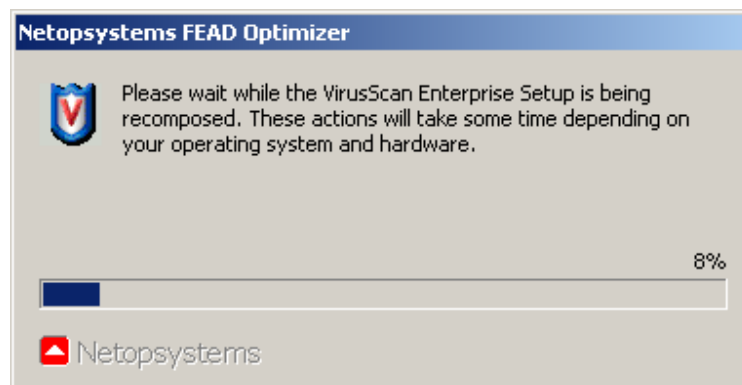 Netopsystems FEAD Optimizer
Please wait while the VirusScan Enterprise Setup is being
recomposed. These actions will take some time depending on
your operating system and hardware.
8%
Netopsystems